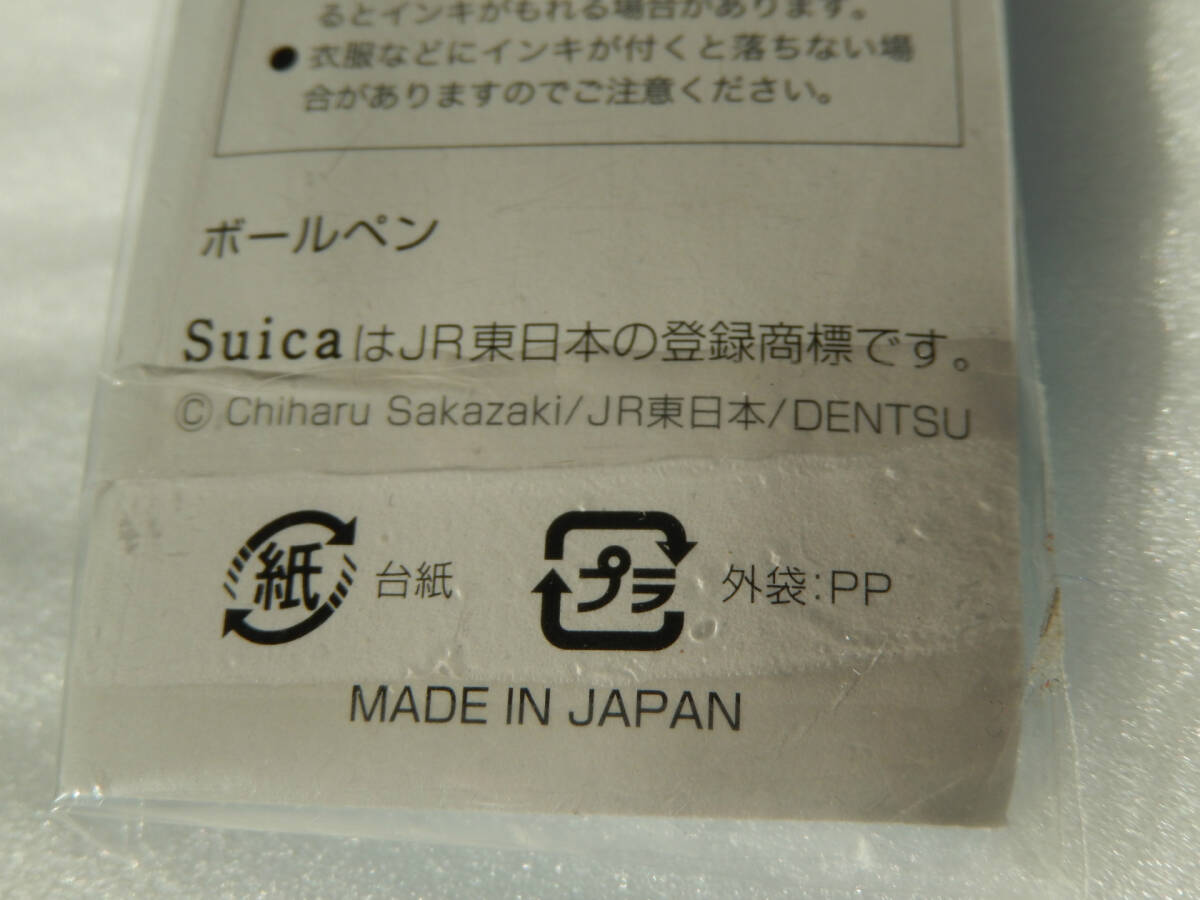 るとインキがもれる場合があります。
●衣服などにインキが付くと落ちない場
合がありますのでご注意ください。
ボールペン
SuicaはJR東日本の登録商標です。
© Chiharu Sakazaki/JR東日本/DENTSU
紙 台紙 プラ 外袋:PP
MADE IN JAPAN